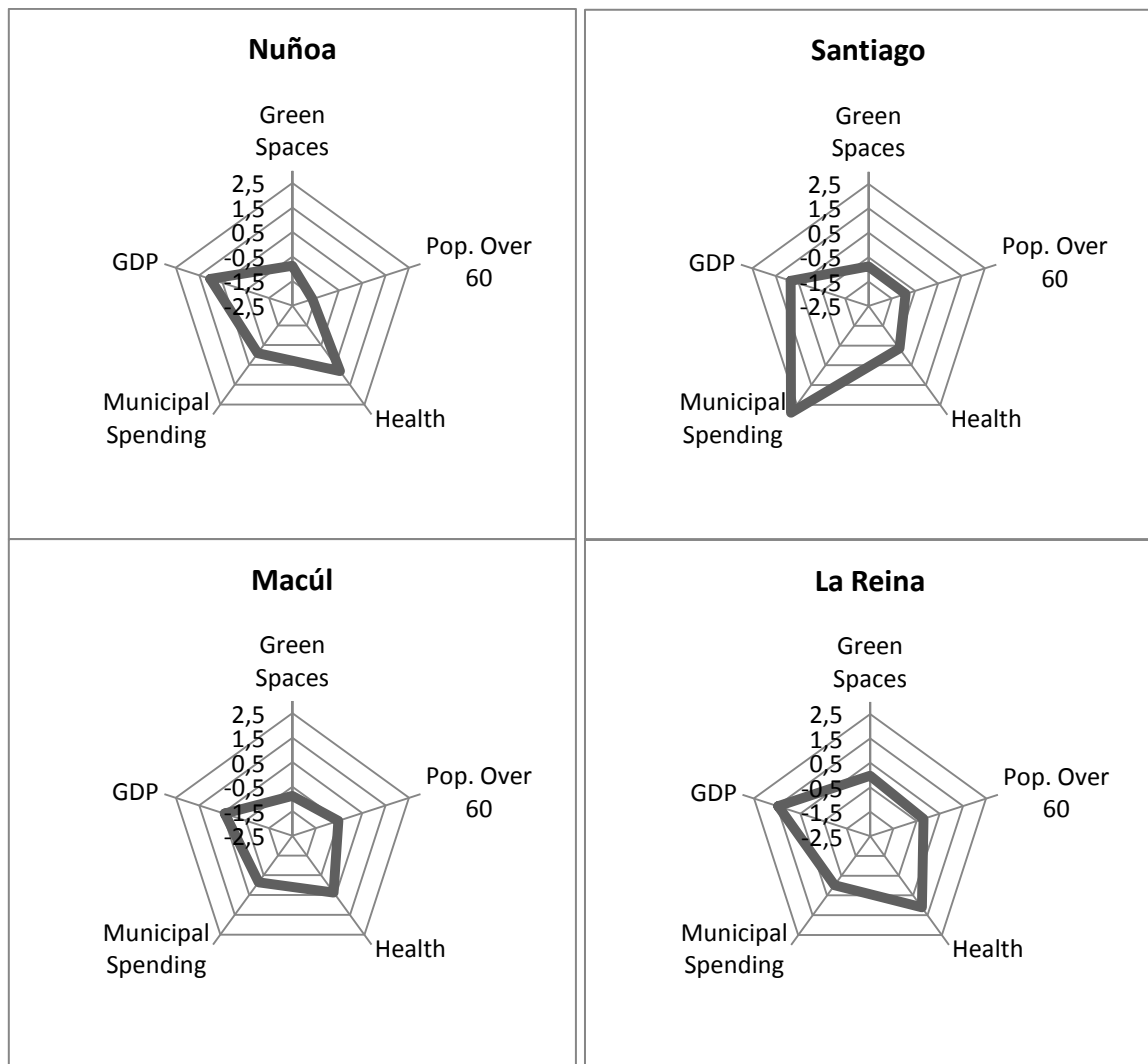 Nuñoa
Green
Spaces
2,5
1,5
0,5
-0,5
-1,5
-2,5
Pop. Over
60
Health
Municipal
Spending
GDP
Santiago
Green
Spaces
2,5
1,5
0,5
-0,5
-1,5
-2,5
Pop. Over
60
Health
Municipal
Spending
GDP
Macúl
Green
Spaces
2,5
1,5
0,5
-0,5
-1,5
-2,5
Pop. Over
60
Health
Municipal
Spending
GDP
La Reina
Green
Spaces
2,5
1,5
0,5
-0,5
-1,5
-2,5
Pop. Over
60
Health
Municipal
Spending
GDP